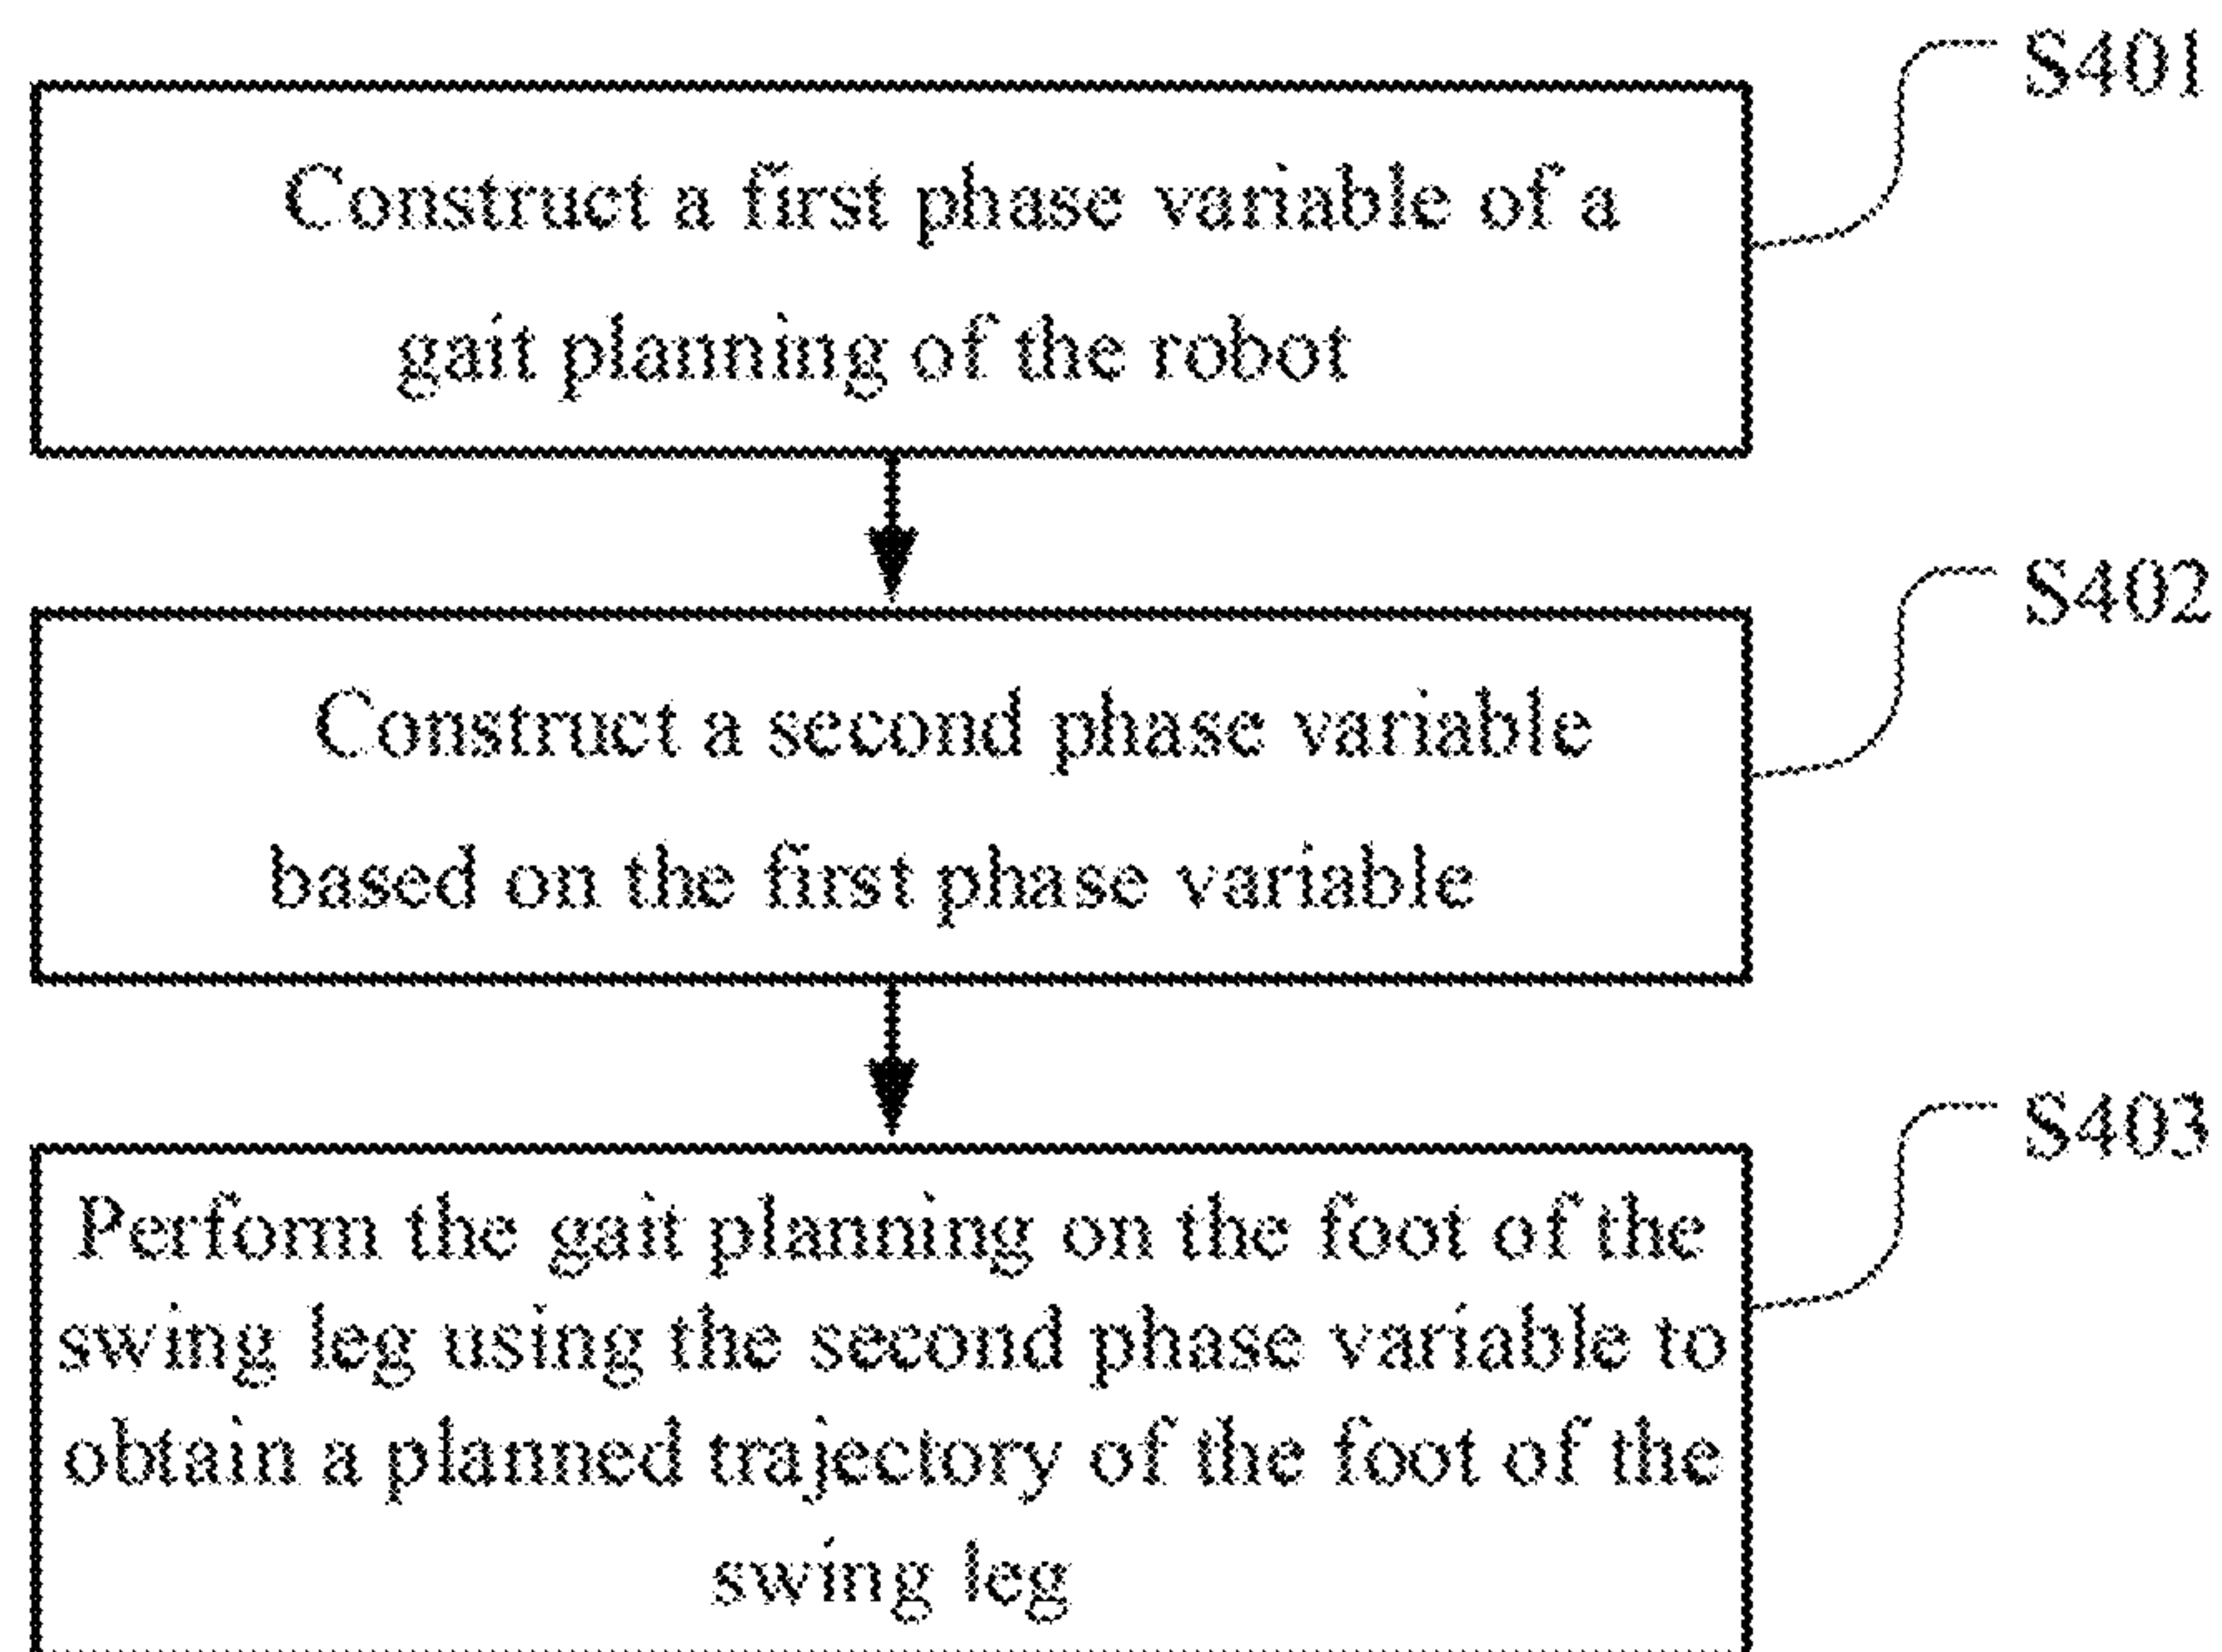 S401
Construct a first phase variable of a
gait planning of the robot
S402
Construct a second phase variable
based on the first phase variable
S403
Perform the gait planning on the foot of the
swing leg using the second phase variable to
obtain a planned trajectory of the foot of the
swing leg